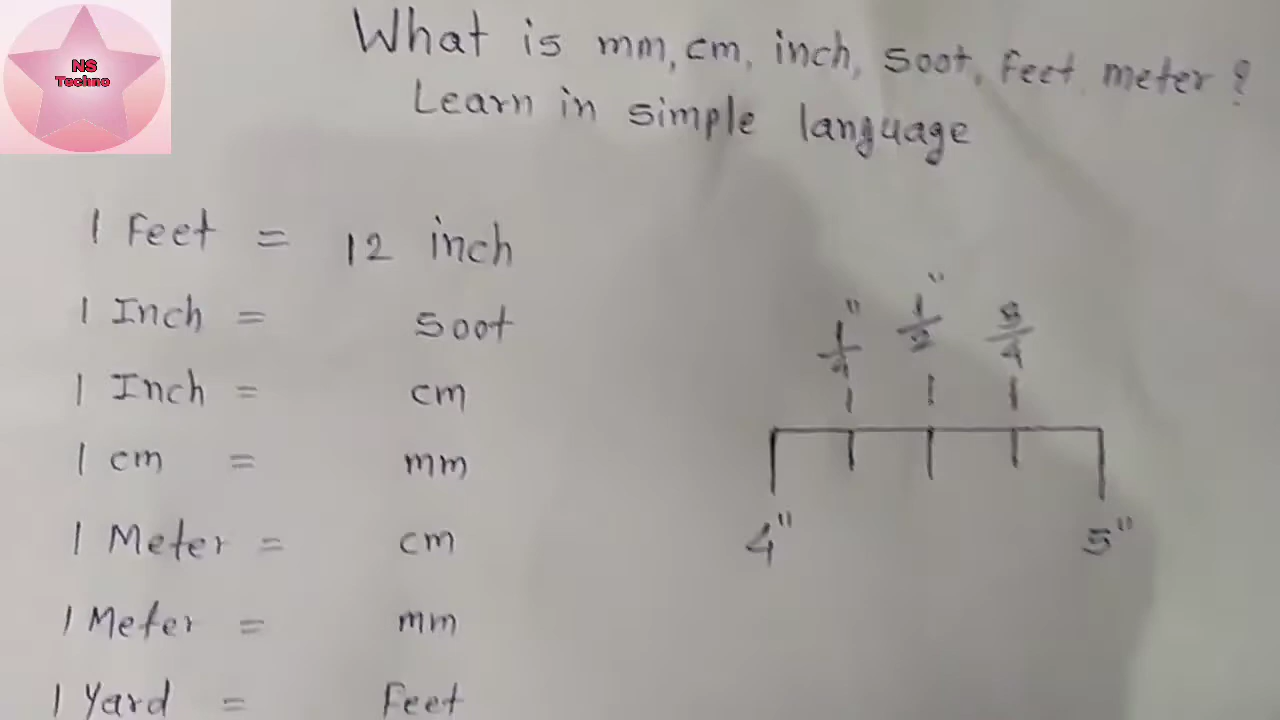 NS
Techno
What is mm, cm, inch, soot, feet, meter ?
Learn in simple language
1 Feet = 12 inch
1 Inch = soot
1 Inch = cm
1 cm = mm
1 Meter = cm
1 Meter = mm
1 Yard = Feet
1/4" 1/2" 3/4
4" 5"